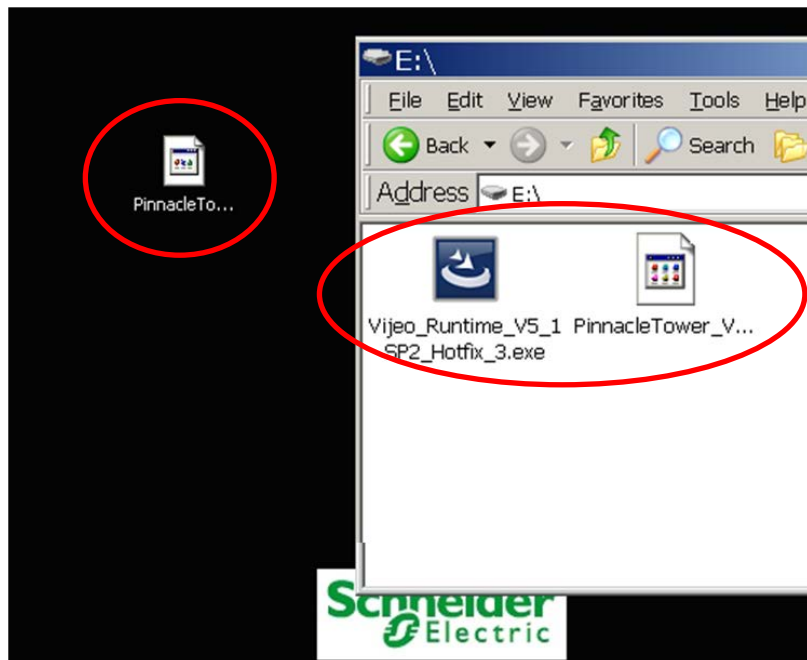 E:\
File Edit View Favorites Tools Help
Back Search
Address E:\
PinnacleTo...
Vijeo_Runtime_V5_1 PinnacleTower_V...
SP2_Hotfix_3.exe
Schneider
Electric